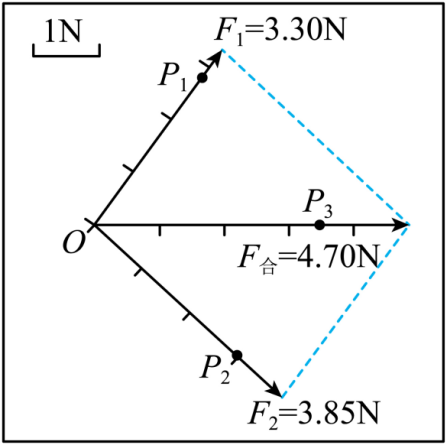 1N
F₁=3.30N
P₁
P₃
O
F合=4.70N
P₂
F₂=3.85N